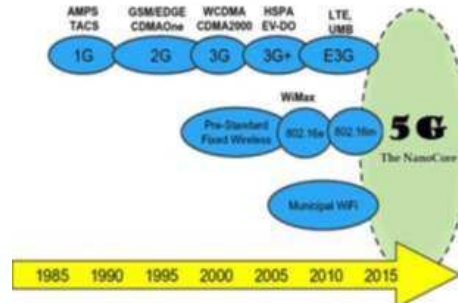 AMPS GSM/EDGE WCDMA HSPA LTE,
TACS CDMAOne CDMA2000 EV-DO UMB
1G 2G 3G 3G+ E3G
WiMax
Pre-Standard
Fixed Wireless
802.16e 802.16m
5G
The NanoCore
Municipal WiFi
1985 1990 1995 2000 2005 2010 2015